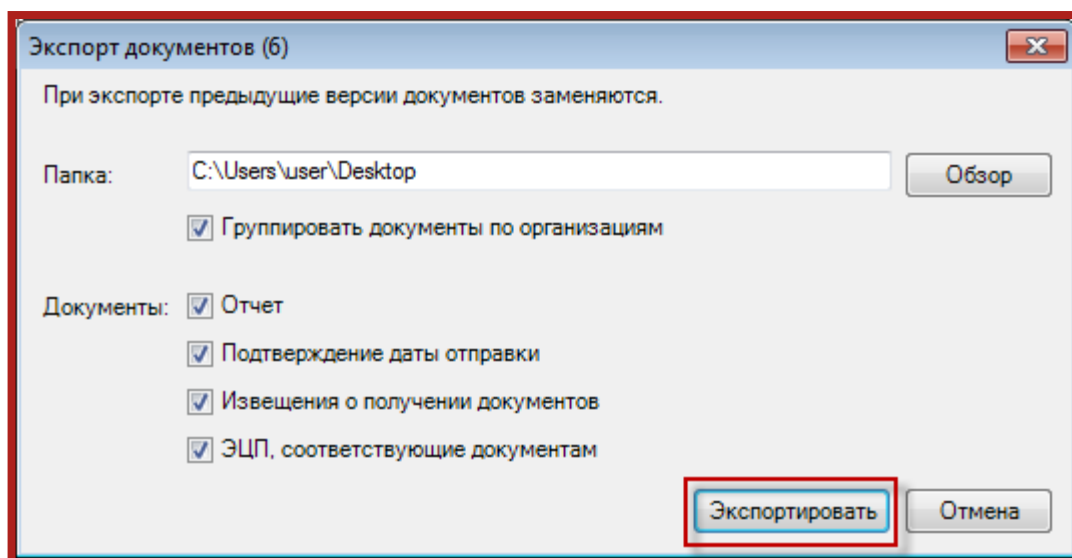 Экспорт документов (6)
При экспорте предыдущие версии документов заменяются.
Папка: C:\Users\user\Desktop Обзор
Группировать документы по организациям
Документы: Отчет
Подтверждение даты отправки
Извещения о получении документов
ЭЦП, соответствующие документам
Экспортировать Отмена